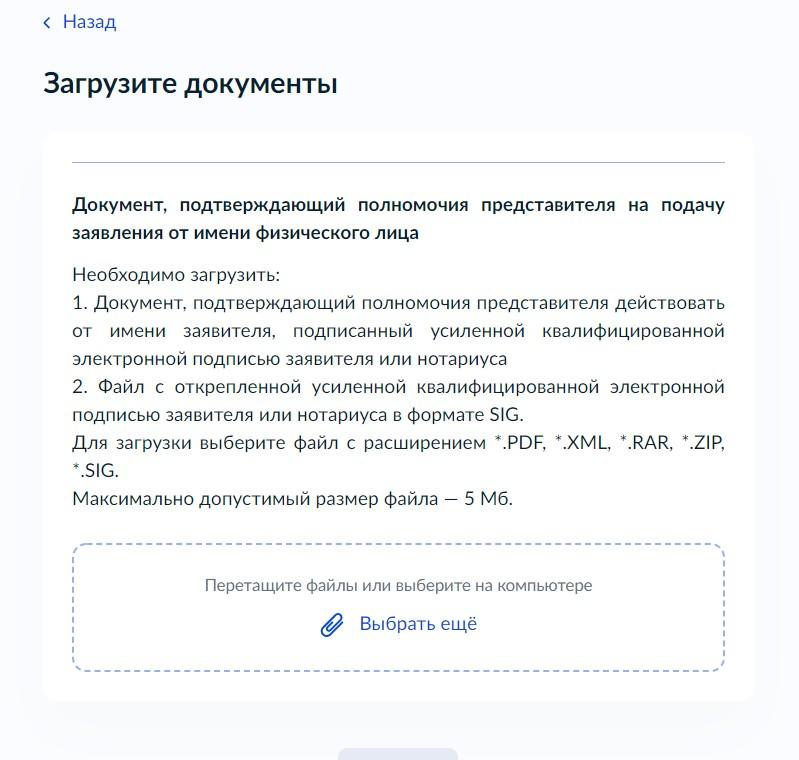 Назад
Загрузите документы
Документ, подтверждающий полномочия представителя на подачу
заявления от имени физического лица
Необходимо загрузить:
1. Документ, подтверждающий полномочия представителя действовать
от имени заявителя, подписанный усиленной квалифицированной
электронной подписью заявителя или нотариуса
2. Файл с открепленной усиленной квалифицированной электронной
подписью заявителя или нотариуса в формате SIG.
Для загрузки выберите файл с расширением *.PDF, *.XML, *.RAR, *.ZIP,
*.SIG.
Максимально допустимый размер файла — 5 Мб.
Перетащите файлы или выберите на компьютере
Выбрать ещё